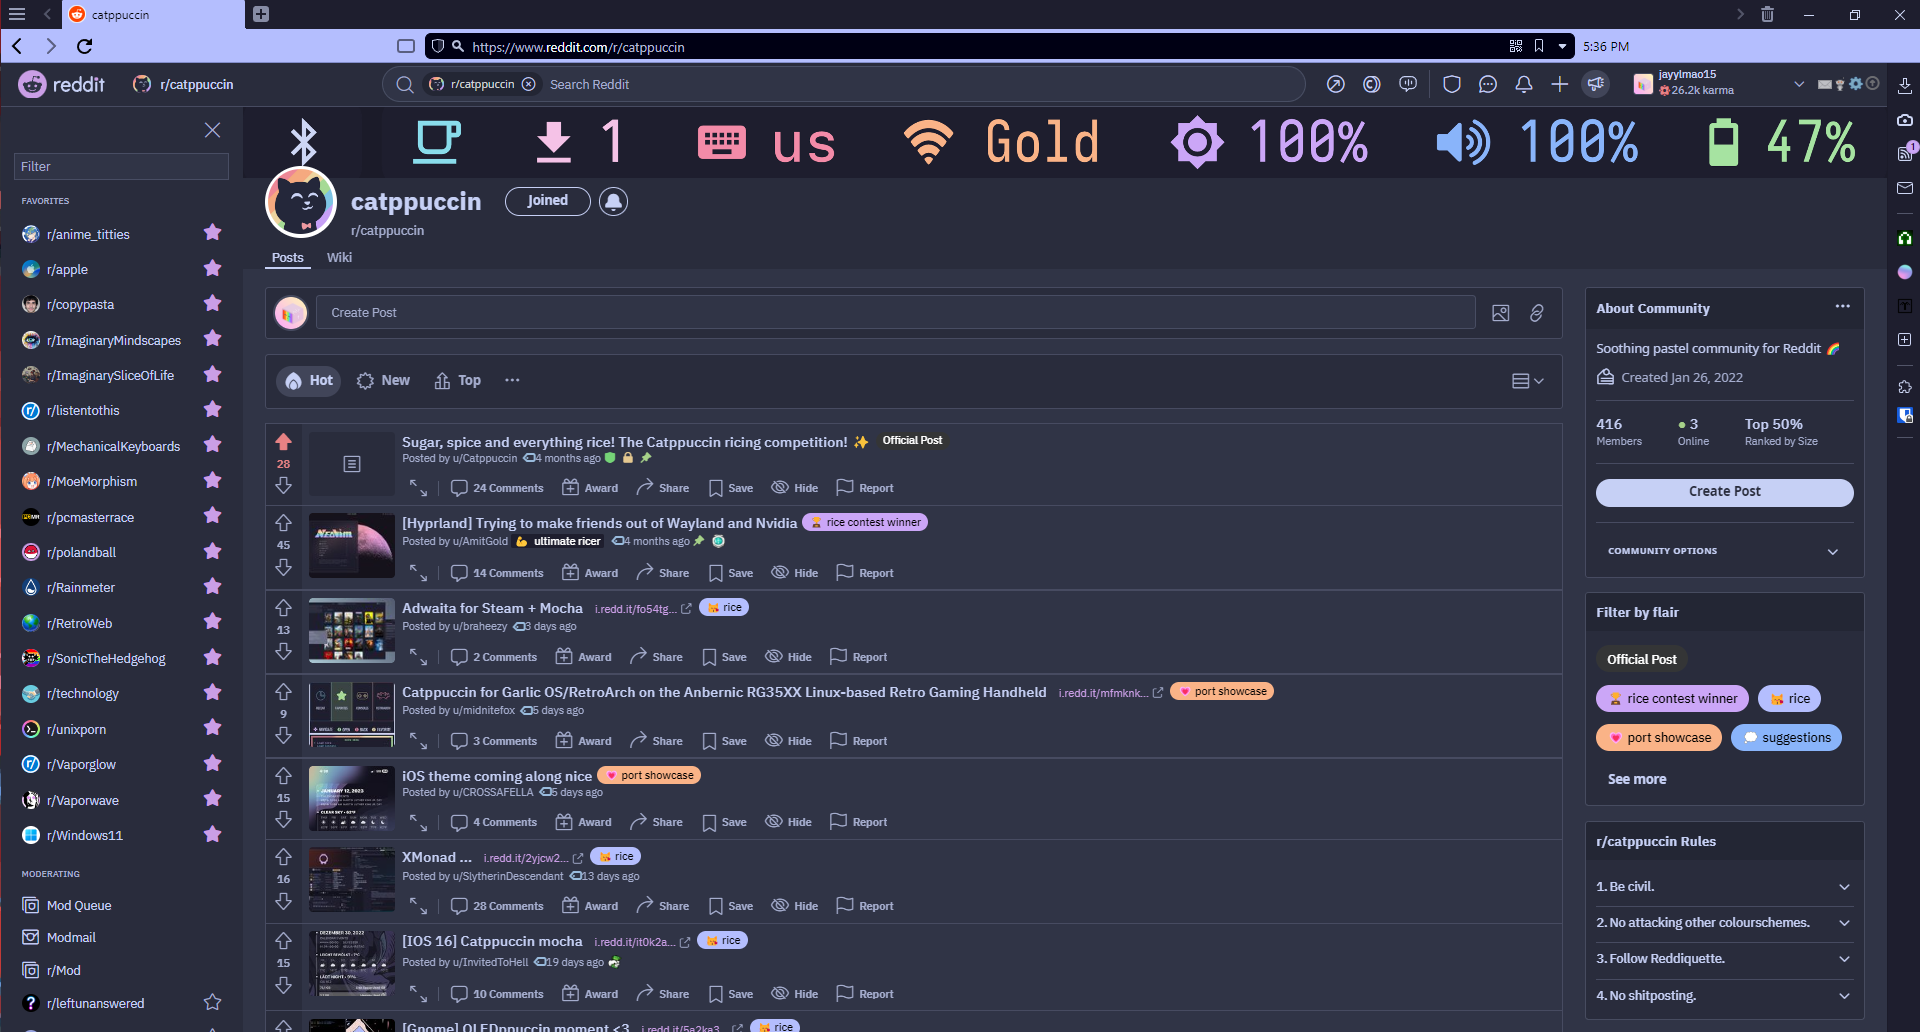 catppuccin
https://www.reddit.com/r/catppuccin
5:36 PM
reddit
r/catppuccin
r/catppuccin
Search Reddit
jayylmao15
26.2k karma
1
Filter
FAVORITES
r/anime_titties
r/apple
r/copypasta
r/ImaginaryMindscapes
r/ImaginarySliceOfLife
r/listentothis
r/MechanicalKeyboards
r/MoeMorphism
r/pcmasterrace
r/polandball
r/Rainmeter
r/RetroWeb
r/SonicTheHedgehog
r/technology
r/unixporn
r/Vaporglow
r/Vaporwave
r/Windows11
MODERATING
Mod Queue
Modmail
r/Mod
r/leftunanswered
1 us Gold 100% 100% 47%
catppuccin
Joined
r/catppuccin
Posts
Wiki
Create Post
Hot
New
Top
28
Sugar, spice and everything rice! The Catppuccin ricing competition! ✨ Official Post
Posted by u/Catppuccin 4 months ago
24 Comments Award Share Save Hide Report
45
[Hyprland] Trying to make friends out of Wayland and Nvidia rice contest winner
Posted by u/AmitGold 💪 ultimate ricer 4 months ago
14 Comments Award Share Save Hide Report
13
Adwaita for Steam + Mocha i.redd.it/fo54tg... rice
Posted by u/braheezy 3 days ago
2 Comments Award Share Save Hide Report
9
Catppuccin for Garlic OS/RetroArch on the Anbernic RG35XX Linux-based Retro Gaming Handheld i.redd.it/mfmknk... port showcase
Posted by u/midnitefox 5 days ago
3 Comments Award Share Save Hide Report
15
iOS theme coming along nice port showcase
Posted by u/CROSSAFELLA 5 days ago
4 Comments Award Share Save Hide Report
16
XMonad ... i.redd.it/2yjcw2... rice
Posted by u/SlytherinDescendant 13 days ago
28 Comments Award Share Save Hide Report
15
[IOS 16] Catppuccin mocha i.redd.it/it0k2a... rice
Posted by u/InvitedToHell 19 days ago
10 Comments Award Share Save Hide Report
[Gnome] OLEDppuccin moment <3 i.redd.it/5a2ka3... rice
About Community
Soothing pastel community for Reddit 🌈
Created Jan 26, 2022
416
Members
3
Online
Top 50%
Ranked by Size
Create Post
COMMUNITY OPTIONS
Filter by flair
Official Post
rice contest winner
rice
port showcase
suggestions
See more
r/catppuccin Rules
1. Be civil.
2. No attacking other colourschemes.
3. Follow Reddiquette.
4. No shitposting.